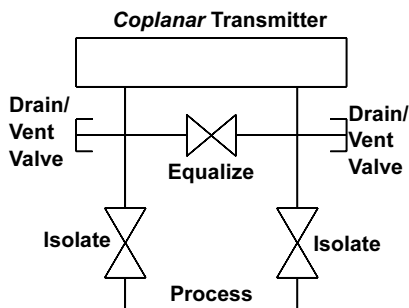 Coplanar Transmitter
Drain/
Vent
Valve
Drain/
Vent
Valve
Equalize
Isolate
Isolate
Process